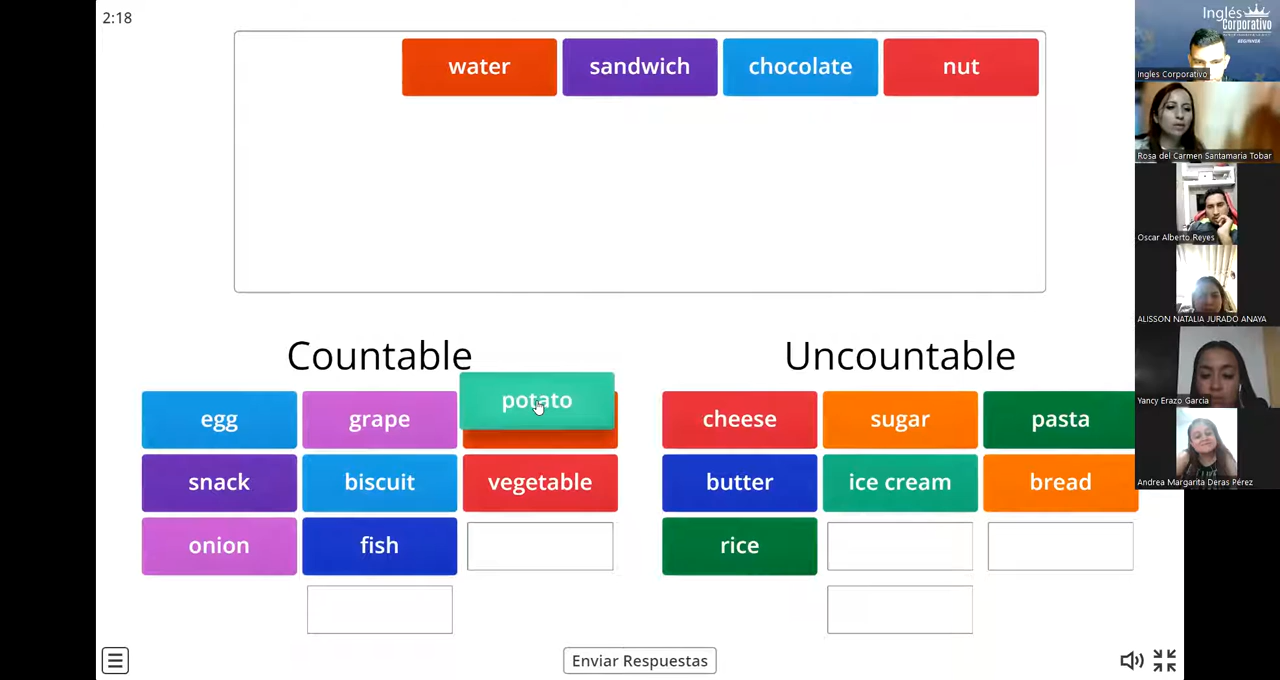 2:18
water
sandwich
chocolate
nut
Countable
Uncountable
egg
grape
potato
snack
biscuit
vegetable
onion
fish
cheese
sugar
pasta
butter
ice cream
bread
rice
Enviar Respuestas
Inglés
Corporativo
BEGINNER
Ingles Corporativo
Rosa del Carmen Santamaria Tobar
Oscar Alberto Reyes
ALISSON NATALIA JURADO ANAYA
Yancy Erazo Garcia
Andrea Margarita Deras Pérez